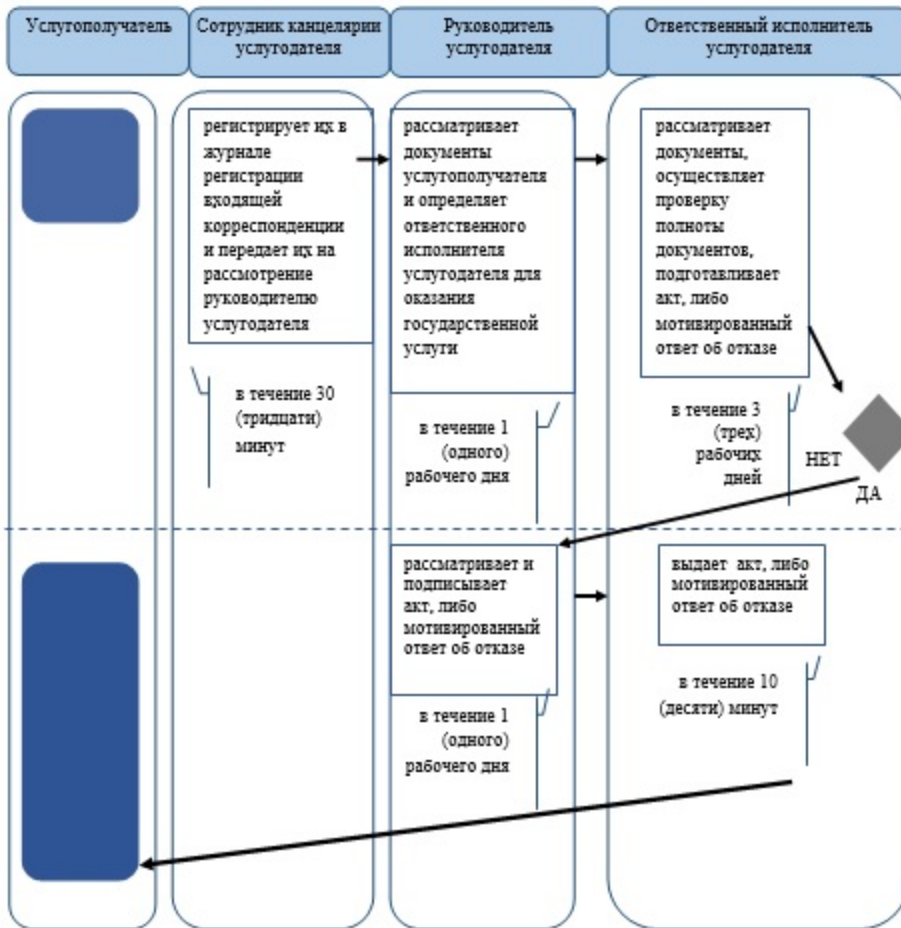 Услугополучатель
Сотрудник канцелярии
услугодателя
Руководитель
услугодателя
Ответственный исполнитель
услугодателя
регистрирует их в
журнале
регистрации
входящей
корреспонденции
и передает их на
рассмотрение
руководителю
услугодателя
рассматривает
документы
услугополучателя
и определяет
ответственного
исполнителя
услугодателя для
оказания
государственной
услуги
рассматривает
документы,
осуществляет
проверку
полноты
документов,
подготавливает
акт, либо
мотивированный
ответ об отказе
в течение 30
(тридцати)
минут
в течение 1
(одного)
рабочего дня
в течение 3
(трех)
рабочих
дней
НЕТ
ДА
рассматривает и
подписывает
акт, либо
мотивированный
ответ об отказе
выдает акт, либо
мотивированный
ответ об отказе
в течение 1
(одного)
рабочего дня
в течение 10
(десяти) минут